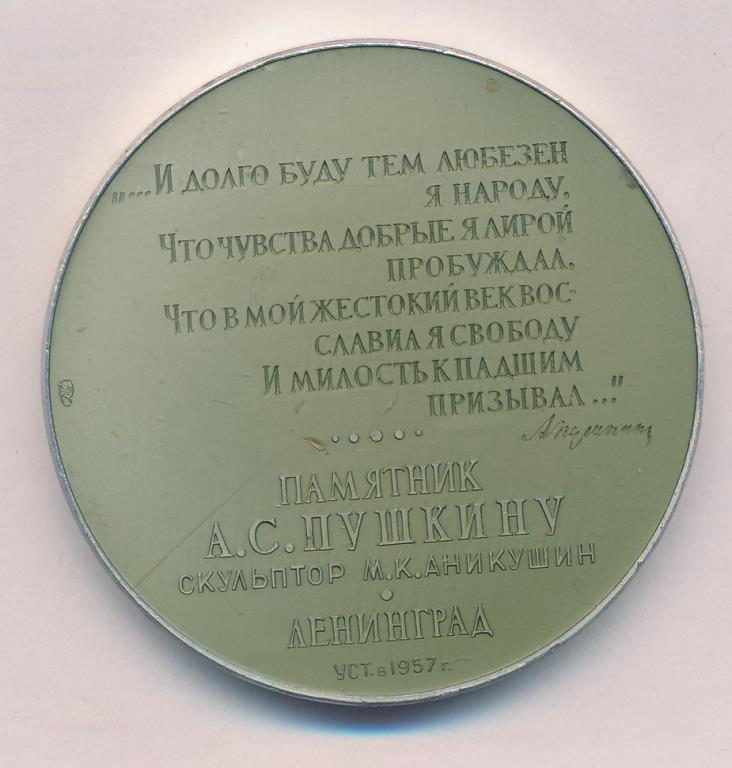 „...И ДОЛГО БУДУ ТЕМ ЛЮБЕЗЕН
Я НАРОДУ,
ЧТО ЧУВСТВА ДОБРЫЕ Я ЛИРОЙ
ПРОБУЖДАЛ,
ЧТО В МОЙ ЖЕСТОКИЙ ВЕК ВОС-
СЛАВИЛ Я СВОБОДУ
И МИЛОСТЬ К ПАДШИМ
ПРИЗЫВАЛ..."
А Пушкин
ПАМЯТНИК
А.С.ПУШКИНУ
СКУЛЬПТОР М.К.АНИКУШИН
ЛЕНИНГРАД
УСТ. в 1957 г.